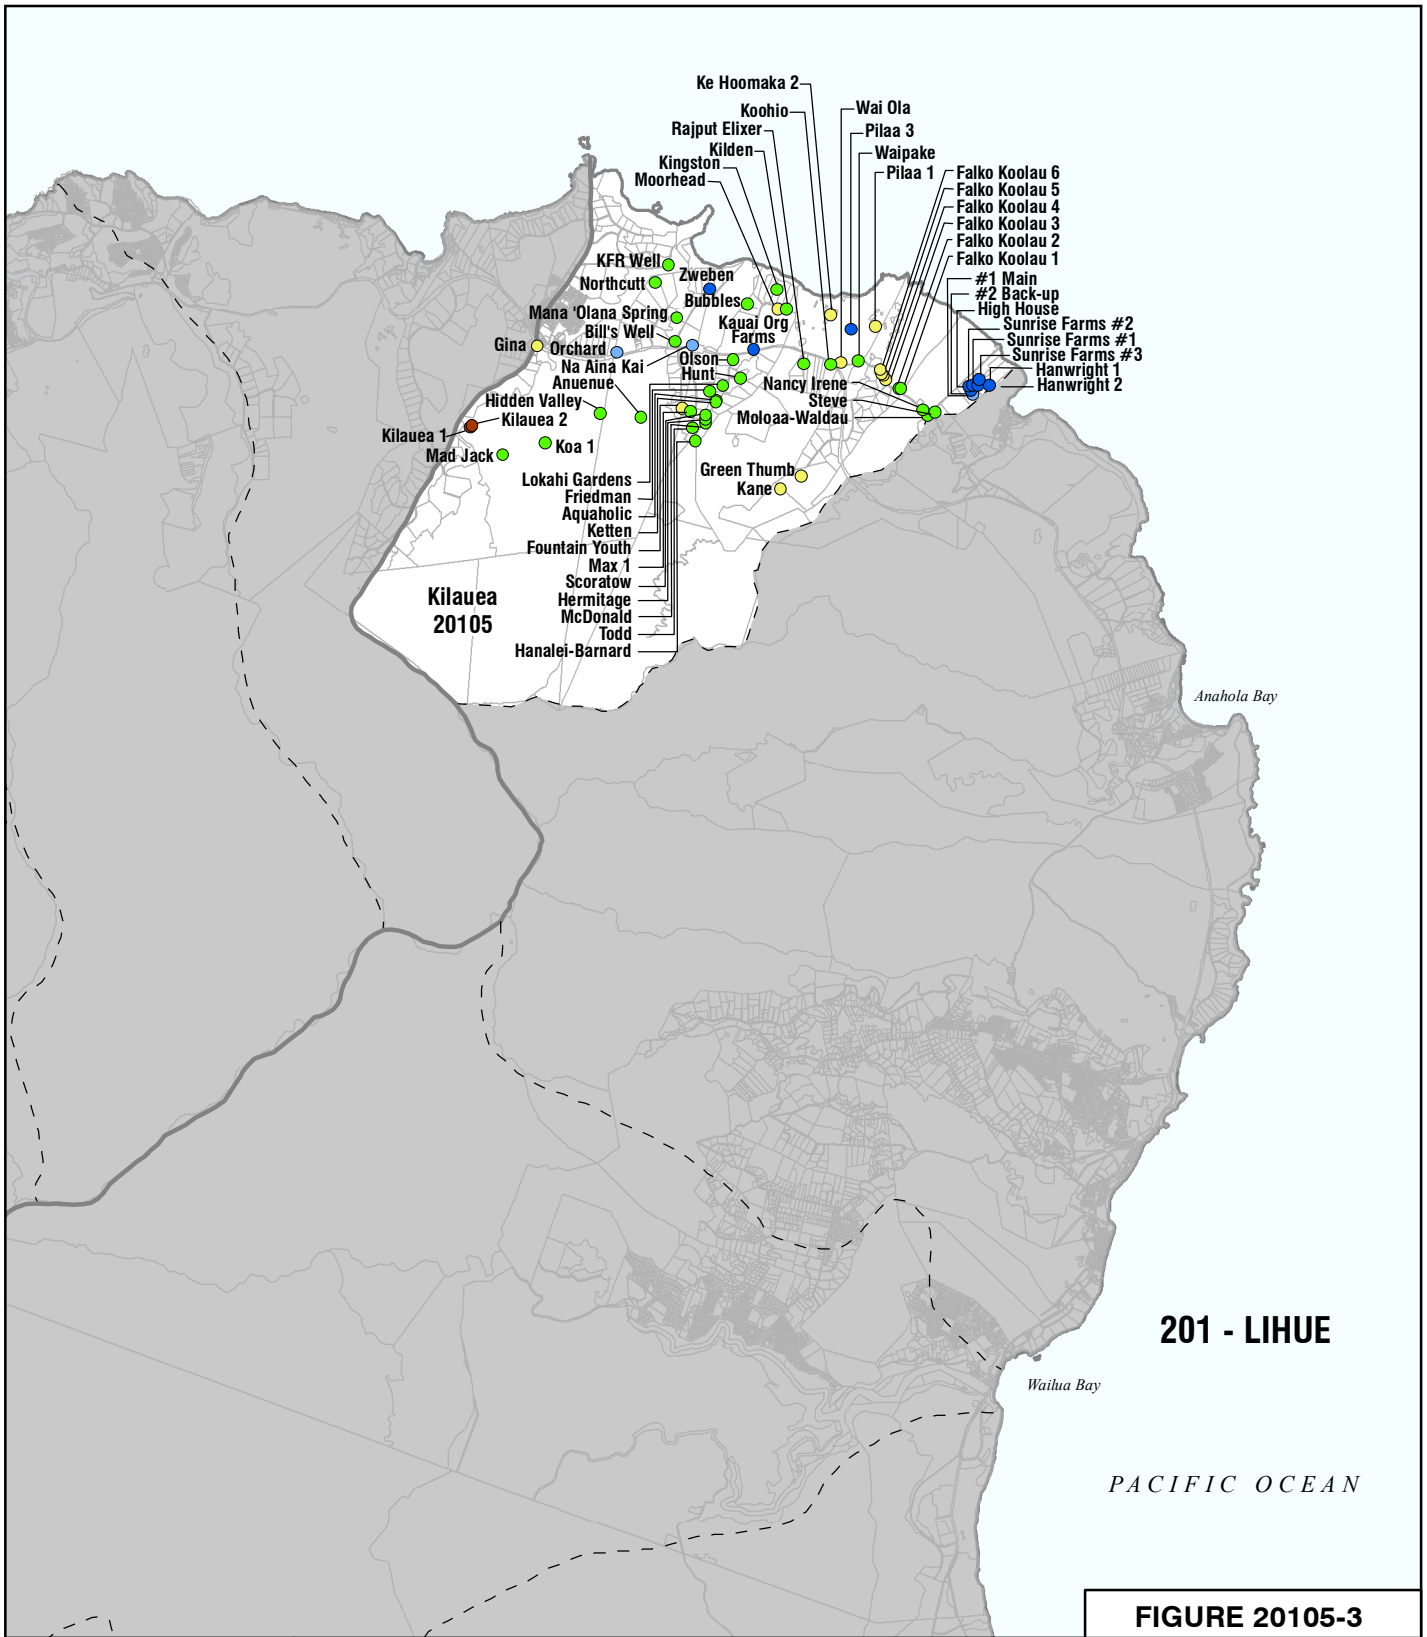 Ke Hoomaka 2
Koohio
Rajput Elixer
Kilden
Kingston
Moorhead
Wai Ola
Pilaa 3
Waipake
Pilaa 1
Falko Koolau 6
Falko Koolau 5
Falko Koolau 4
Falko Koolau 3
Falko Koolau 2
Falko Koolau 1
#1 Main
#2 Back-up
High House
Sunrise Farms #2
Sunrise Farms #1
Sunrise Farms #3
Hanwright 1
Hanwright 2
KFR Well
Northcutt
Zweben
Bubbles
Mana 'Olana Spring
Bill's Well
Kauai Org
Farms
Gina
Orchard
Na Aina Kai
Anuenue
Olson
Hunt
Nancy Irene
Steve
Moloaa-Waldau
Hidden Valley
Kilauea 2
Kilauea 1
Mad Jack
Koa 1
Green Thumb
Kane
Lokahi Gardens
Friedman
Aquaholic
Ketten
Fountain Youth
Max 1
Scoratow
Hermitage
McDonald
Todd
Hanalei-Barnard
Kilauea
20105
Anahola Bay
201 - LIHUE
Wailua Bay
PACIFIC OCEAN
FIGURE 20105-3